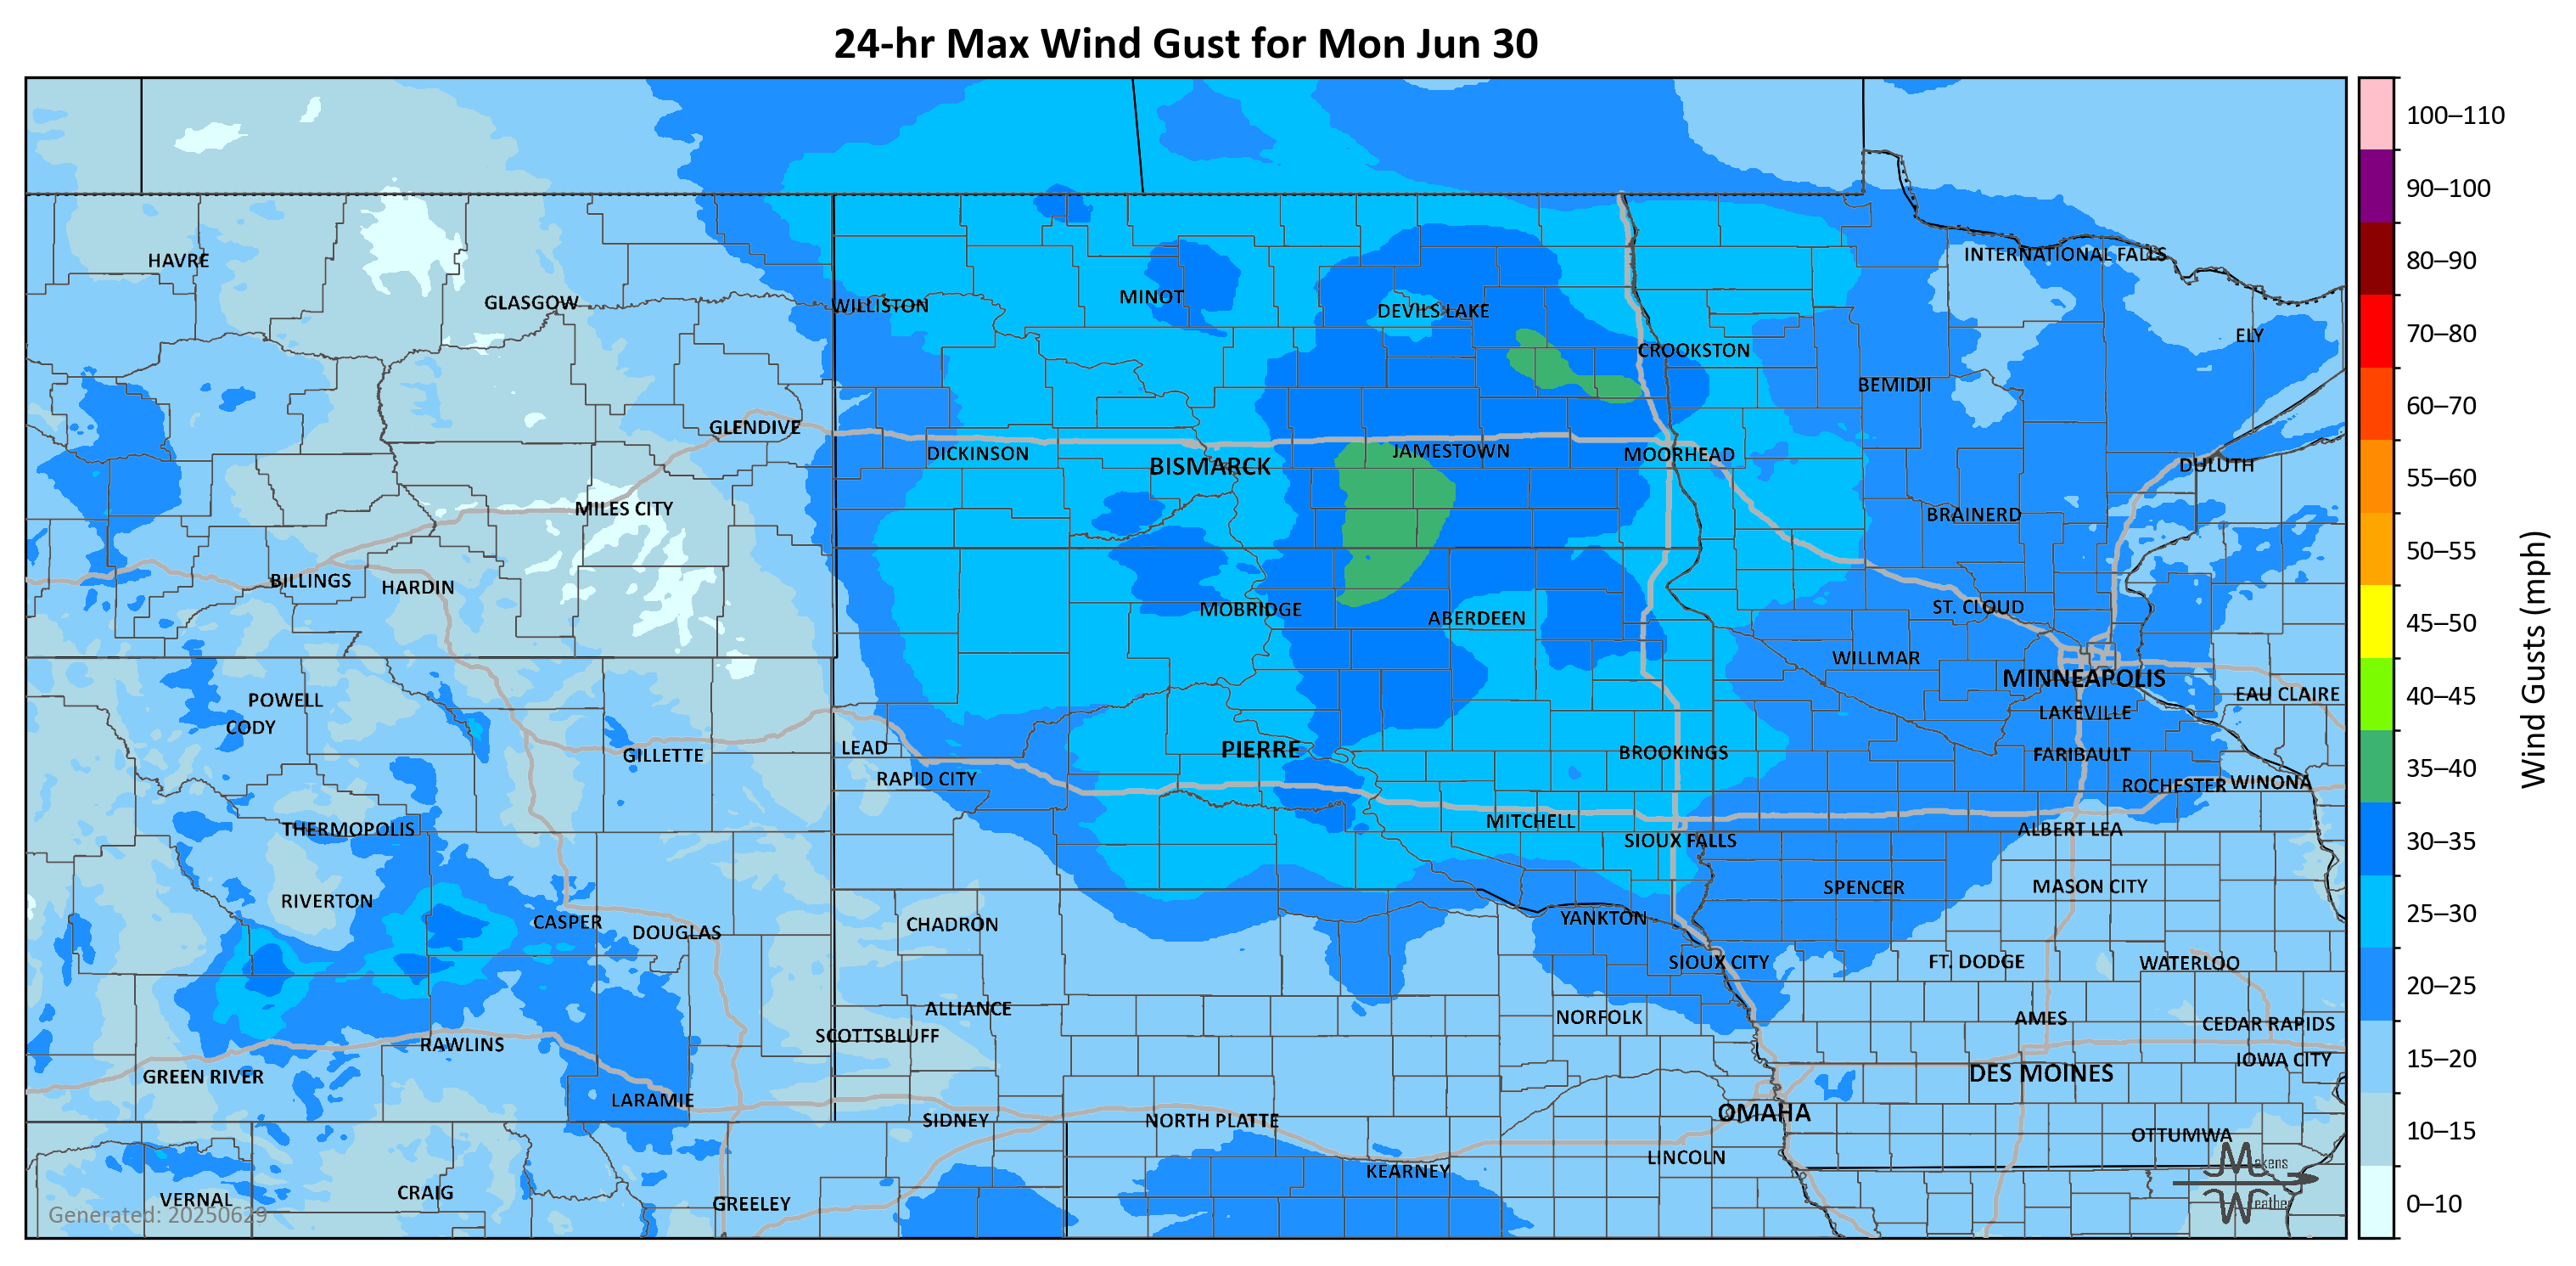 24-hr Max Wind Gust for Mon Jun 30
100–110
90–100
80–90
70–80
60–70
55–60
50–55
45–50
40–45
35–40
30–35
25–30
20–25
15–20
10–15
0–10
Wind Gusts (mph)
HAVRE
INTERNATIONAL FALLS
GLASGOW
WILLISTON
MINOT
DEVILS LAKE
ELY
CROOKSTON
BEMIDJI
GLENDIVE
DICKINSON
BISMARCK
JAMESTOWN
MOORHEAD
DULUTH
MILES CITY
BRAINERD
BILLINGS
HARDIN
MOBRIDGE
ABERDEEN
ST. CLOUD
WILLMAR
MINNEAPOLIS
EAU CLAIRE
POWELL
CODY
LAKEVILLE
GILLETTE
LEAD
PIERRE
BROOKINGS
FARIBAULT
RAPID CITY
ROCHESTER
WINONA
THERMOPOLIS
MITCHELL
SIOUX FALLS
ALBERT LEA
RIVERTON
SPENCER
MASON CITY
CASPER
DOUGLAS
CHADRON
YANKTON
SIOUX CITY
FT. DODGE
WATERLOO
ALLIANCE
NORFOLK
AMES
CEDAR RAPIDS
SCOTTSBLUFF
RAWLINS
IOWA CITY
GREEN RIVER
DES MOINES
LARAMIE
SIDNEY
NORTH PLATTE
OMAHA
OTTUMWA
LINCOLN
KEARNEY
VERNAL
CRAIG
GREELEY
Generated: 20250629
Makens
Weather